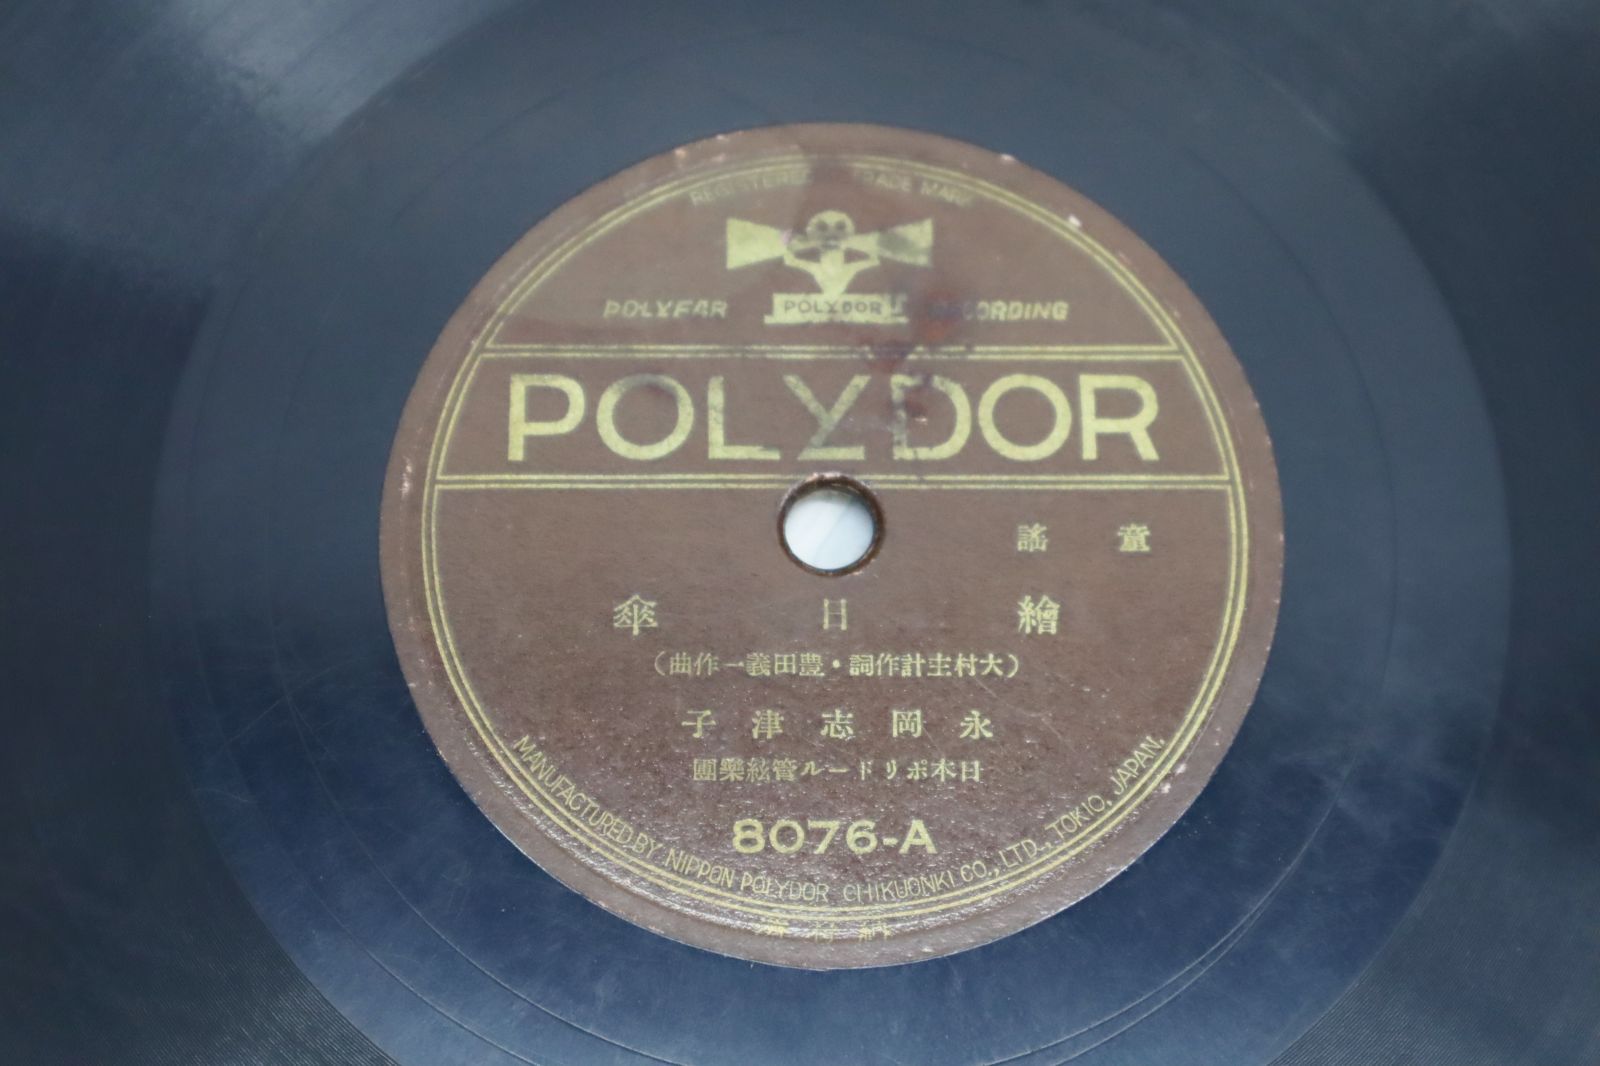 REGISTERED TRADE MARK
POLYFAR RECORDING
POLYDOR
POLYDOR
童謠
繪日傘
(大村主計作詞・豐田義一作曲)
永岡志津子
日本ポリドール管絃樂團
8076-A
MANUFACTURED BY NIPPON POLYDOR CHIKUONKI CO., LTD., TOKIO, JAPAN.